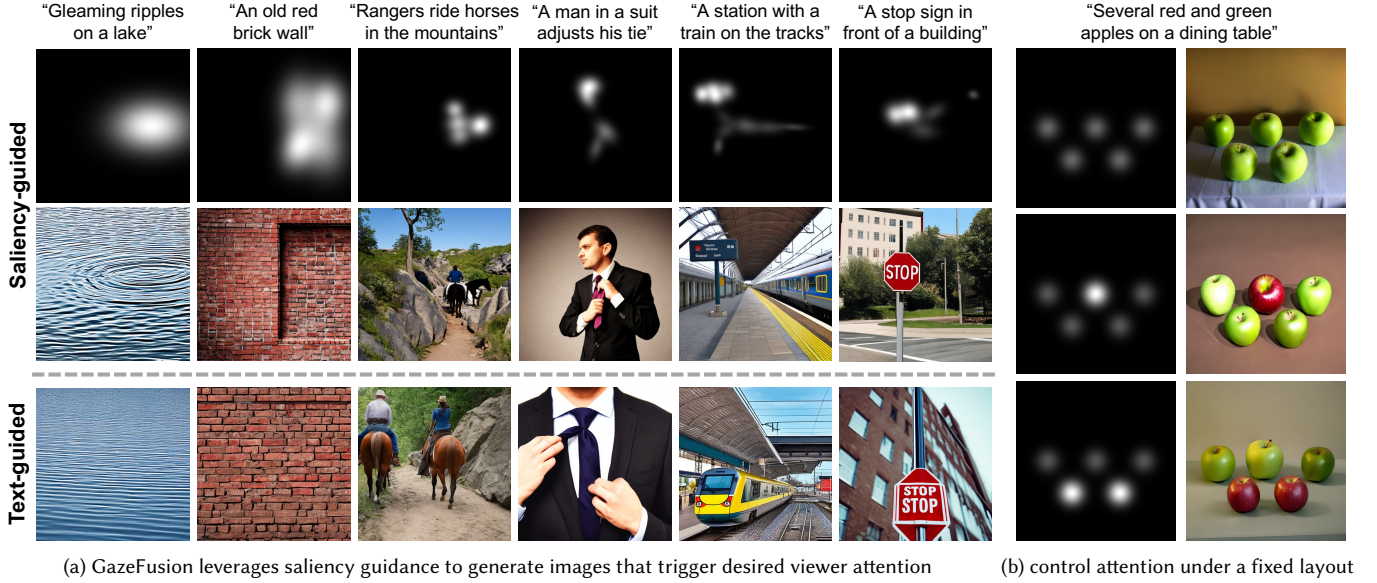 “Gleaming ripples
on a lake”
“An old red
brick wall”
“Rangers ride horses
in the mountains”
“A man in a suit
adjusts his tie”
“A station with a
train on the tracks”
“A stop sign in
front of a building”
“Several red and green
apples on a dining table”
Saliency-guided
STOP
Text-guided
STOP
STOP
(a) GazeFusion leverages saliency guidance to generate images that trigger desired viewer attention
(b) control attention under a fixed layout